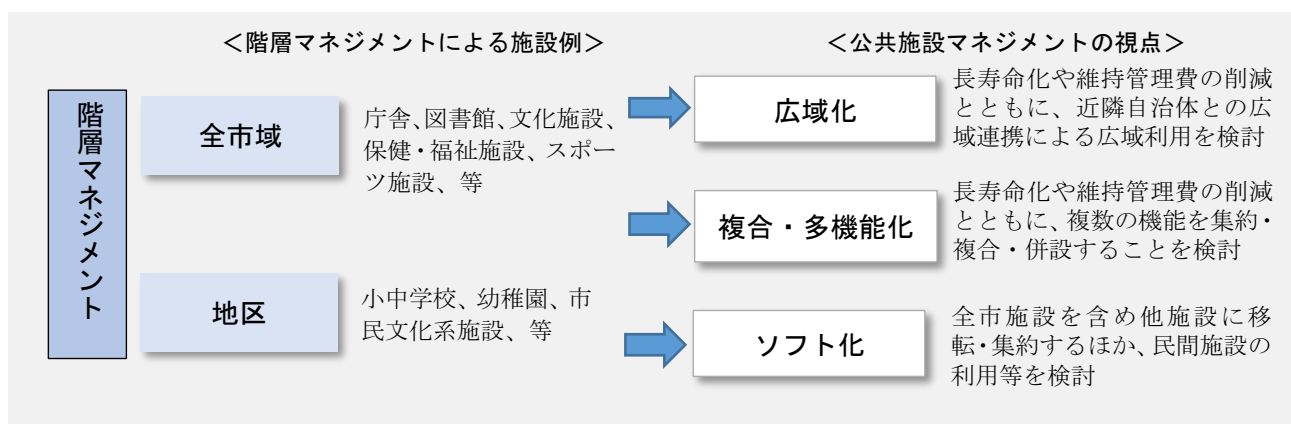 ＜階層マネジメントによる施設例＞
＜公共施設マネジメントの視点＞
階層マネジメント
全市域
庁舎、図書館、文化施設、
保健・福祉施設、スポー
ツ施設、等
地区
小中学校、幼稚園、市
民文化系施設、等
広域化
長寿命化や維持管理費の削減
とともに、近隣自治体との広
域連携による広域利用を検討
複合・多機能化
長寿命化や維持管理費の削減
とともに、複数の機能を集約・
複合・併設することを検討
ソフト化
全市施設を含め他施設に移
転・集約するほか、民間施設の
利用等を検討